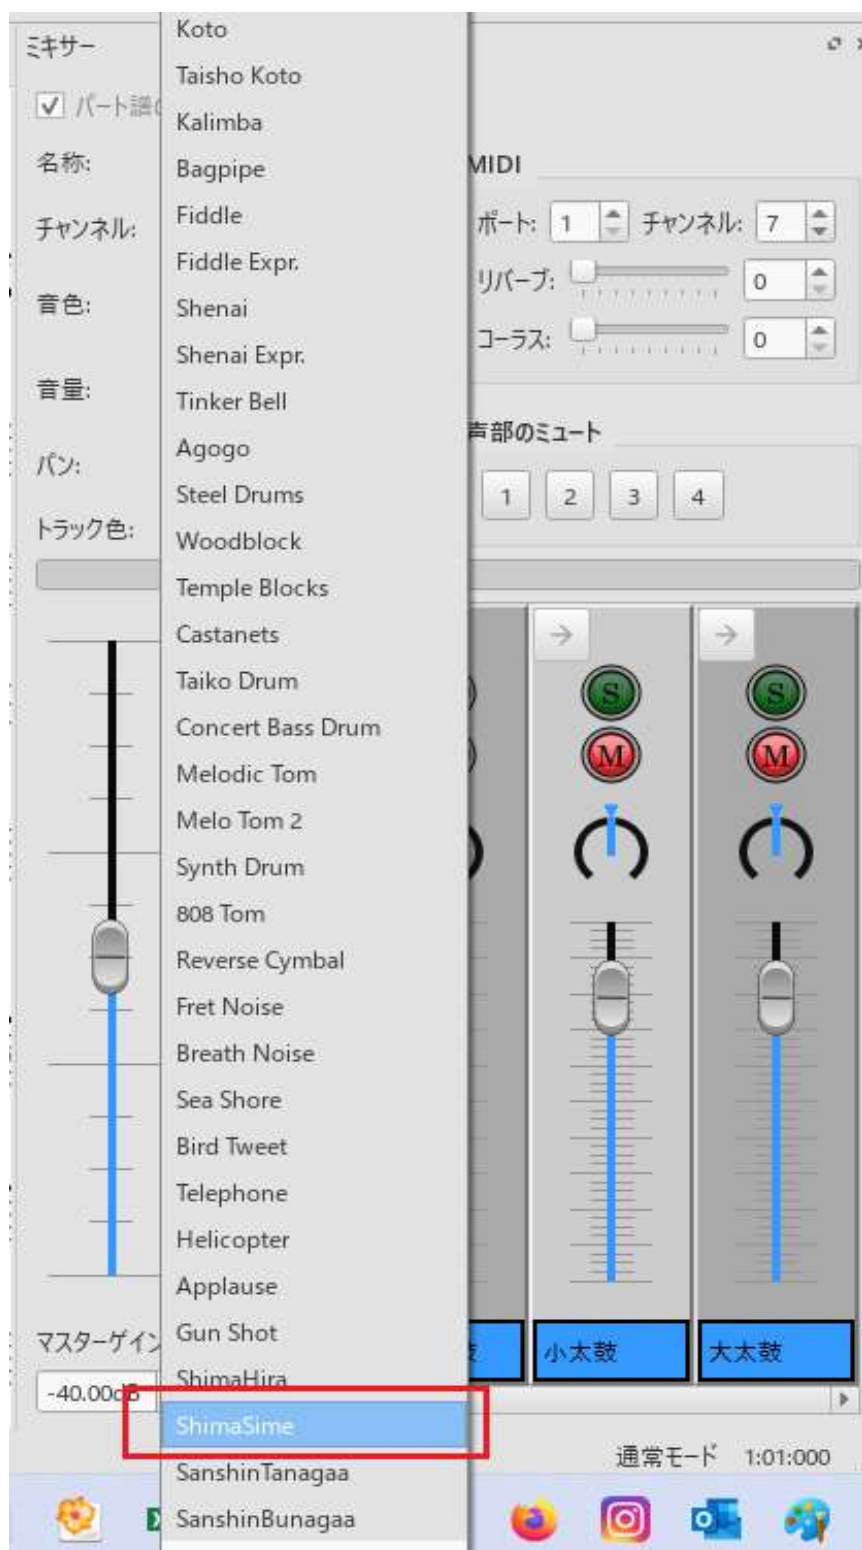 ミキサー
パート譜の
名称:
チャンネル:
音色:
音量:
パン:
トラック色:
Koto
Taisho Koto
Kalimba
Bagpipe
Fiddle
Fiddle Expr.
Shenai
Shenai Expr.
Tinker Bell
Agogo
Steel Drums
Woodblock
Temple Blocks
Castanets
Taiko Drum
Concert Bass Drum
Melodic Tom
Melo Tom 2
Synth Drum
808 Tom
Reverse Cymbal
Fret Noise
Breath Noise
Sea Shore
Bird Tweet
Telephone
Helicopter
Applause
Gun Shot
ShimaHira
ShimaSime
SanshinTanagaa
SanshinBunagaa
MIDI
ポート: 1 チャンネル: 7
リバーブ: 0
コーラス: 0
声部のミュート
1 2 3 4
S S
M M
小太鼓 大太鼓
マスターゲイン
-40.00dB
通常モード 1:01:000